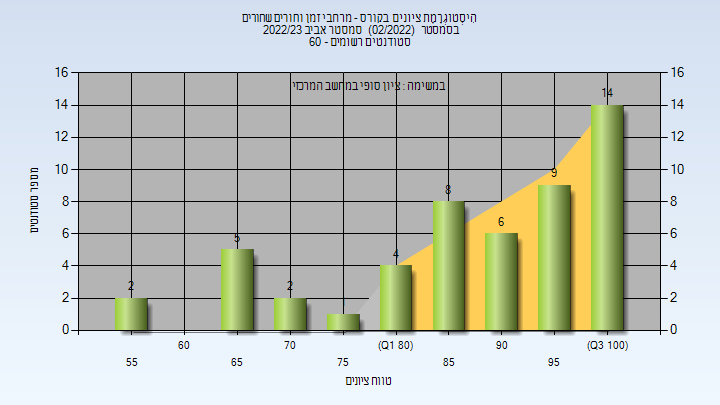 היסטוגרמת ציונים בקורס - מרחבי זמן וחורים שחורים
בסמסטר (02/2022) סמסטר אביב 2022/23
סטודנטים רשומים - 60
במשימה : ציון סופי במחשב המרכזי
מספר סטודנטים
16 16
14 14
12 12
10 10
8 8
6 6
4 4
2 2
0 0
2
5
2
4
8
6
9
14
60 70 (Q1 80) 90 (Q3 100)
55 65 75 85 95
טווח ציונים